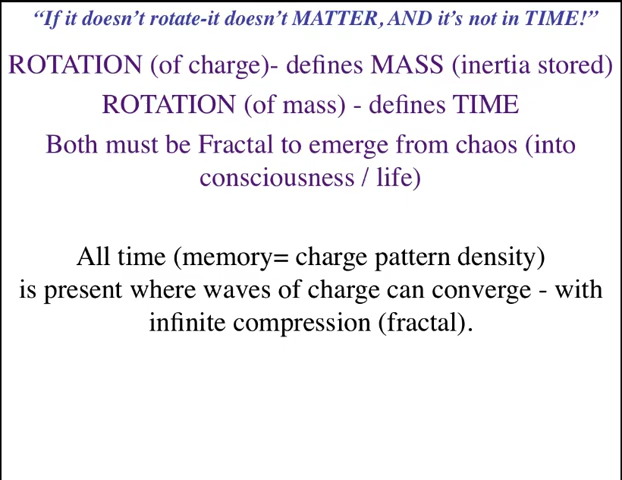 “If it doesn’t rotate-it doesn’t MATTER, AND it’s not in TIME!”
ROTATION (of charge)- defines MASS (inertia stored)
ROTATION (of mass) - defines TIME
Both must be Fractal to emerge from chaos (into
consciousness / life)
All time (memory= charge pattern density)
is present where waves of charge can converge - with
infinite compression (fractal).